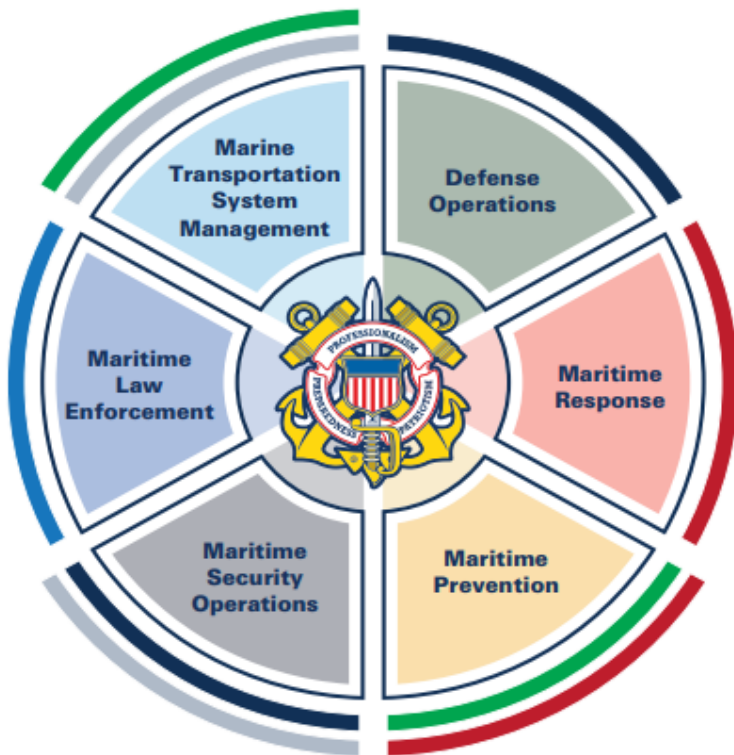 Marine
Transportation
System
Management
Defense
Operations
Maritime
Law
Enforcement
PROFESSIONALISM
PREPAREDNESS
PATRIOTISM
Maritime
Response
Maritime
Security
Operations
Maritime
Prevention